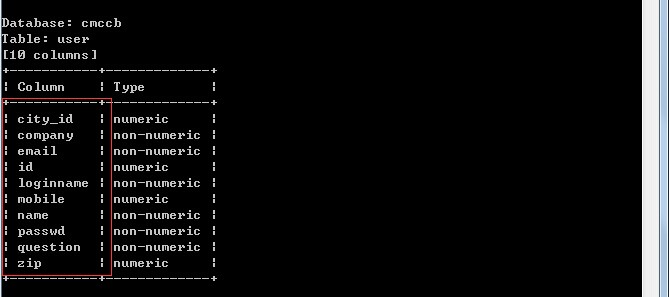 Database: cmccb
Table: user
[10 columns]
+-----------+-------------+
| Column | Type |
+-----------+-------------+
| city_id | numeric |
| company | non-numeric |
| email | non-numeric |
| id | numeric |
| loginname | non-numeric |
| mobile | numeric |
| name | non-numeric |
| passwd | non-numeric |
| question | non-numeric |
| zip | numeric |
+-----------+-------------+